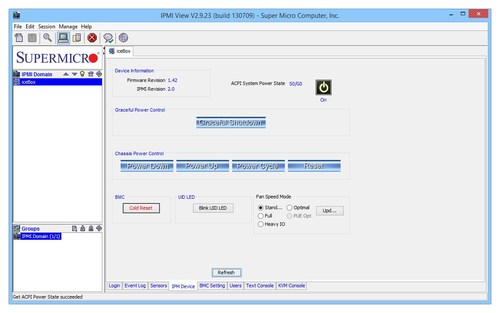 IPMI View V2.9.23 (build 130709) - Super Micro Computer, Inc.
File Edit Session Manage Help
SUPERMICRO
IPMI Domain
iceBox
iceBox
Device Information
Firmware Revision 1.42
IPMI Revision 2.0
ACPI System Power State S0/G0
On
Graceful Power Control
Graceful Shutdown
Chassis Power Control
Power Down Power Up Power Cycle Reset
BMC
Cold Reset
UID LED
Blink UID LED
Fan Speed Mode
Stand... Optimal
Full PUE Opt
Heavy IO
Upd...
Groups
IPMI Domain (1/1)
Refresh
Login Event Log Sensors IPM Device BMC Setting Users Text Console KVM Console
Get ACPI Power State succeeded